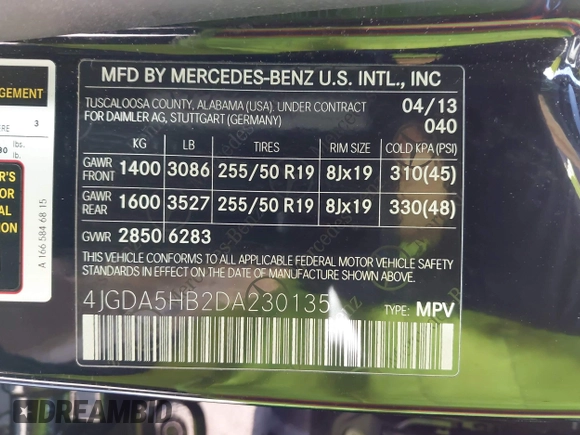 MFD BY MERCEDES-BENZ U.S. INTL., INC
TUSCALOOSA COUNTY, ALABAMA (USA). UNDER CONTRACT 04/13
FOR DAIMLER AG, STUTTGART (GERMANY) 040
KG LB TIRES RIM SIZE COLD KPA (PSI)
GAWR FRONT 1400 3086 255/50 R19 8Jx19 310(45)
GAWR REAR 1600 3527 255/50 R19 8Jx19 330(48)
GVWR 2850 6283
THIS VEHICLE CONFORMS TO ALL APPLICABLE FEDERAL MOTOR VEHICLE SAFETY
STANDARDS IN EFFECT ON THE DATE OF MANUFACTURE SHOWN ABOVE.
4JGDA5HB2DA230135 TYPE: MPV
3
lbs.
lb.
A 166 584 68 15
DREAMBID